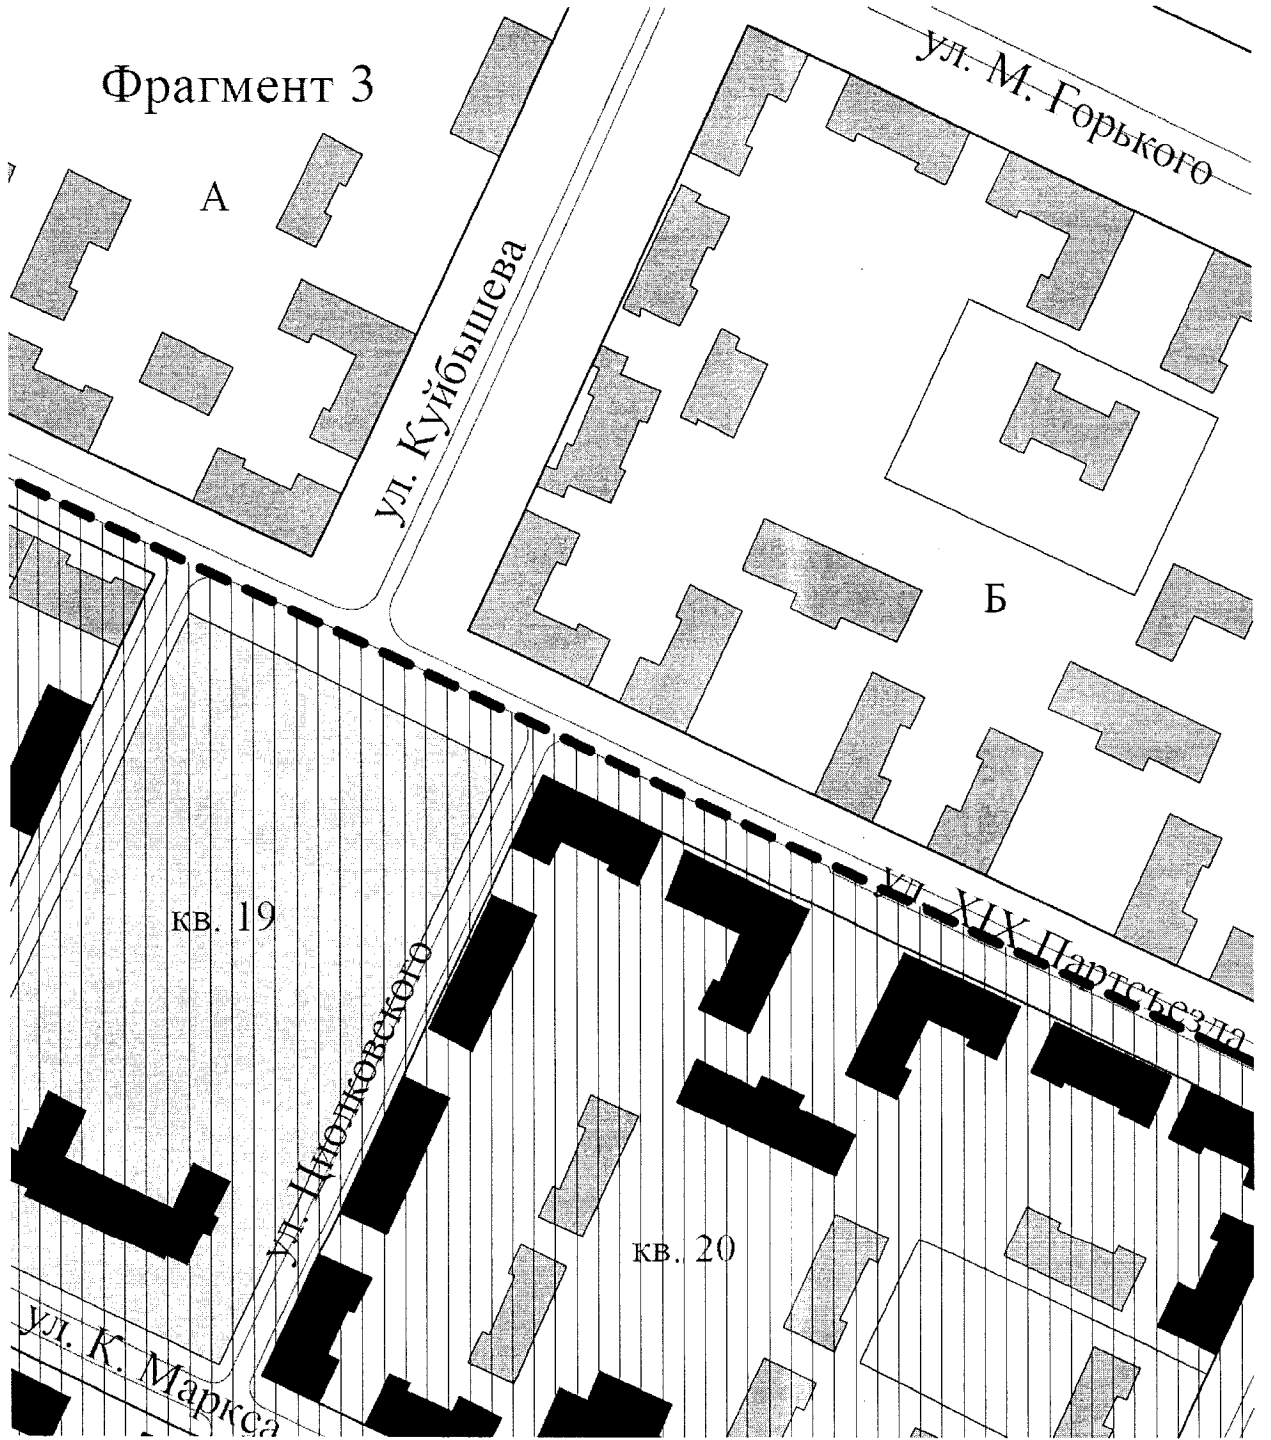 Фрагмент 3
ул. М. Горького
А
ул. Куйбышева
Б
ул. XIX Партсъезда
кв. 19
ул. Циолковского
кв. 20
ул. К. Маркса